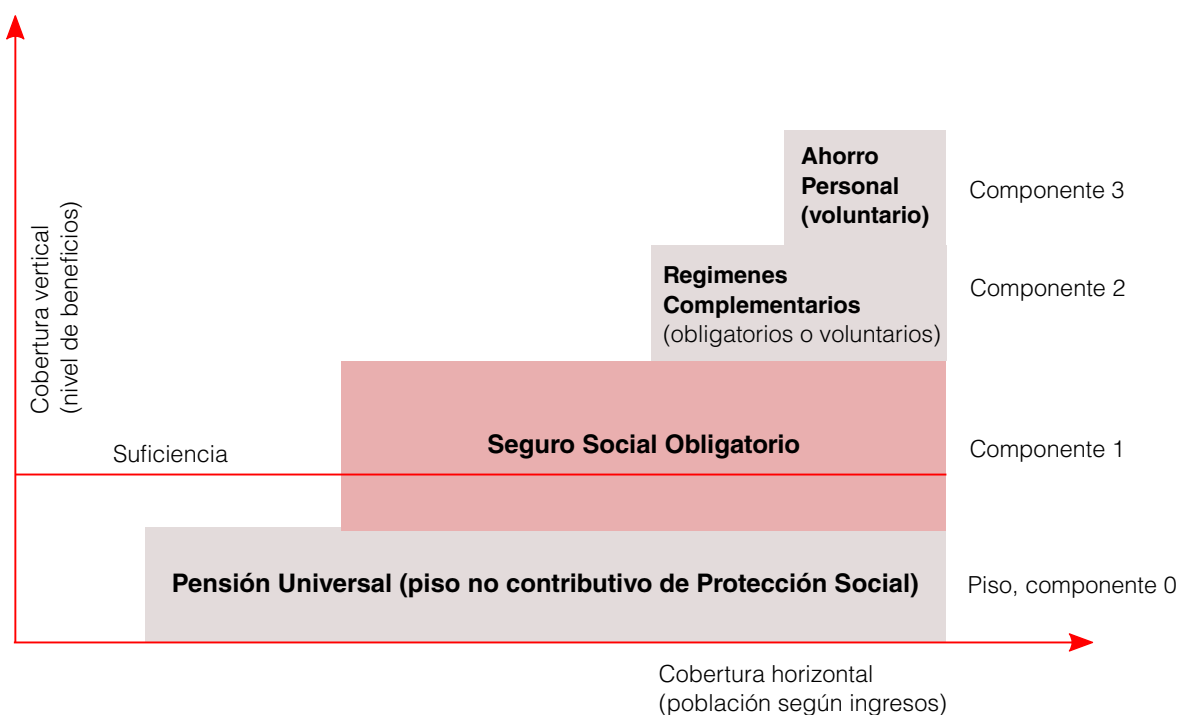 Ahorro
Personal
(voluntario)
Componente 3
Cobertura vertical
(nivel de beneficios)
Regimenes
Complementarios
(obligatorios o voluntarios)
Componente 2
Suficiencia
Seguro Social Obligatorio
Componente 1
Pensión Universal (piso no contributivo de Protección Social)
Piso, componente 0
Cobertura horizontal
(población según ingresos)